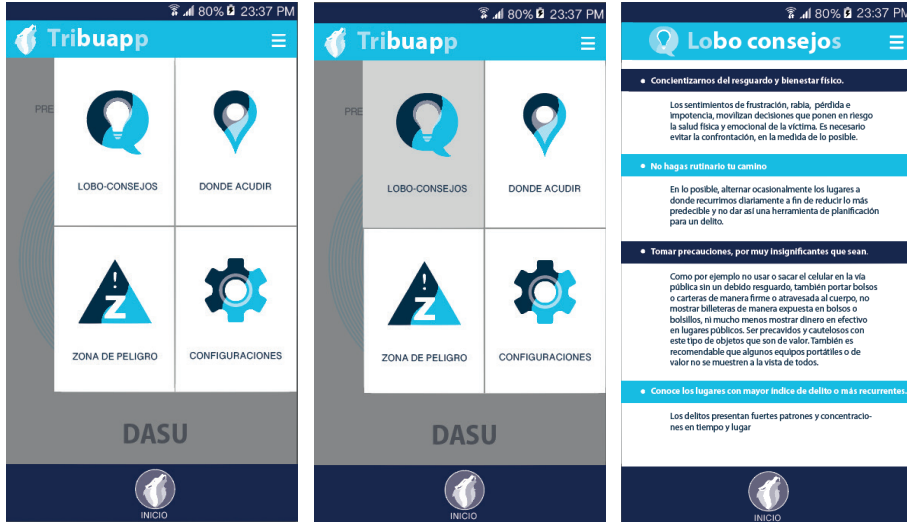 80% 23:37 PM
Tribuapp
PRE
LOBO-CONSEJOS
DONDE ACUDIR
Z
ZONA DE PELIGRO
CONFIGURACIONES
DASU
INICIO
80% 23:37 PM
Tribuapp
PRE
LOBO-CONSEJOS
DONDE ACUDIR
Z
ZONA DE PELIGRO
CONFIGURACIONES
DASU
INICIO
80% 23:37 PM
Lobo consejos
• Concientizarnos del resguardo y bienestar físico.
Los sentimientos de frustración, rabia, pérdida e
impotencia, movilizan decisiones que ponen en riesgo
la salud física y emocional de la víctima. Es necesario
evitar la confrontación, en la medida de lo posible.
• No hagas rutinario tu camino
En lo posible, alternar ocasionalmente los lugares a
donde recurrimos diariamente a fin de reducir lo más
predecible y no dar así una herramienta de planificación
para un delito.
• Tomar precauciones, por muy insignificantes que sean.
Como por ejemplo no usar o sacar el celular en la vía
pública sin un debido resguardo, también portar bolsos
o carteras de manera firme o atravesada al cuerpo, no
mostrar billeteras de manera expuesta en bolsos o
bolsillos, ni mucho menos mostrar dinero en efectivo
en lugares públicos. Ser precavidos y cautelosos con
este tipo de objetos que son de valor. También es
recomendable que algunos equipos portátiles o de
valor no se muestren a la vista de todos.
• Conoce los lugares con mayor índice de delito o más recurrentes.
Los delitos presentan fuertes patrones y concentracio-
nes en tiempo y lugar
INICIO